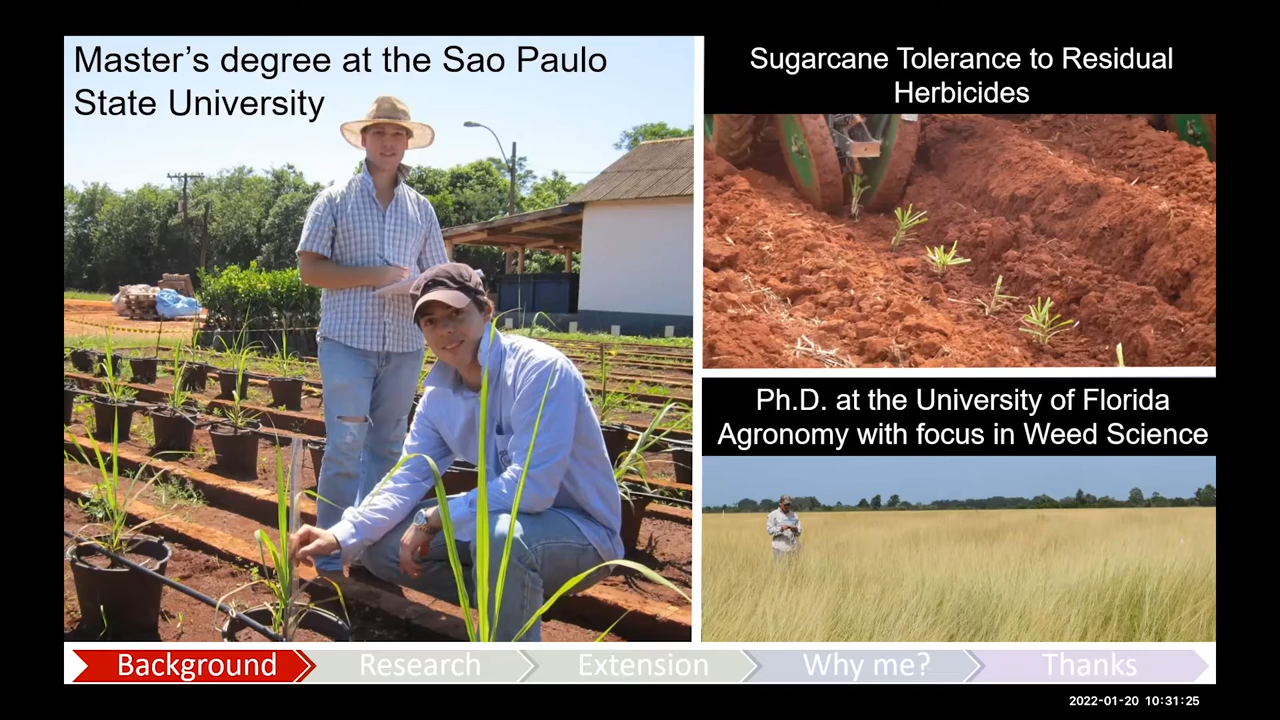 Master's degree at the Sao Paulo
State University
Sugarcane Tolerance to Residual
Herbicides
Ph.D. at the University of Florida
Agronomy with focus in Weed Science
Background
Research
Extension
Why me?
Thanks
2022-01-20 10:31:25